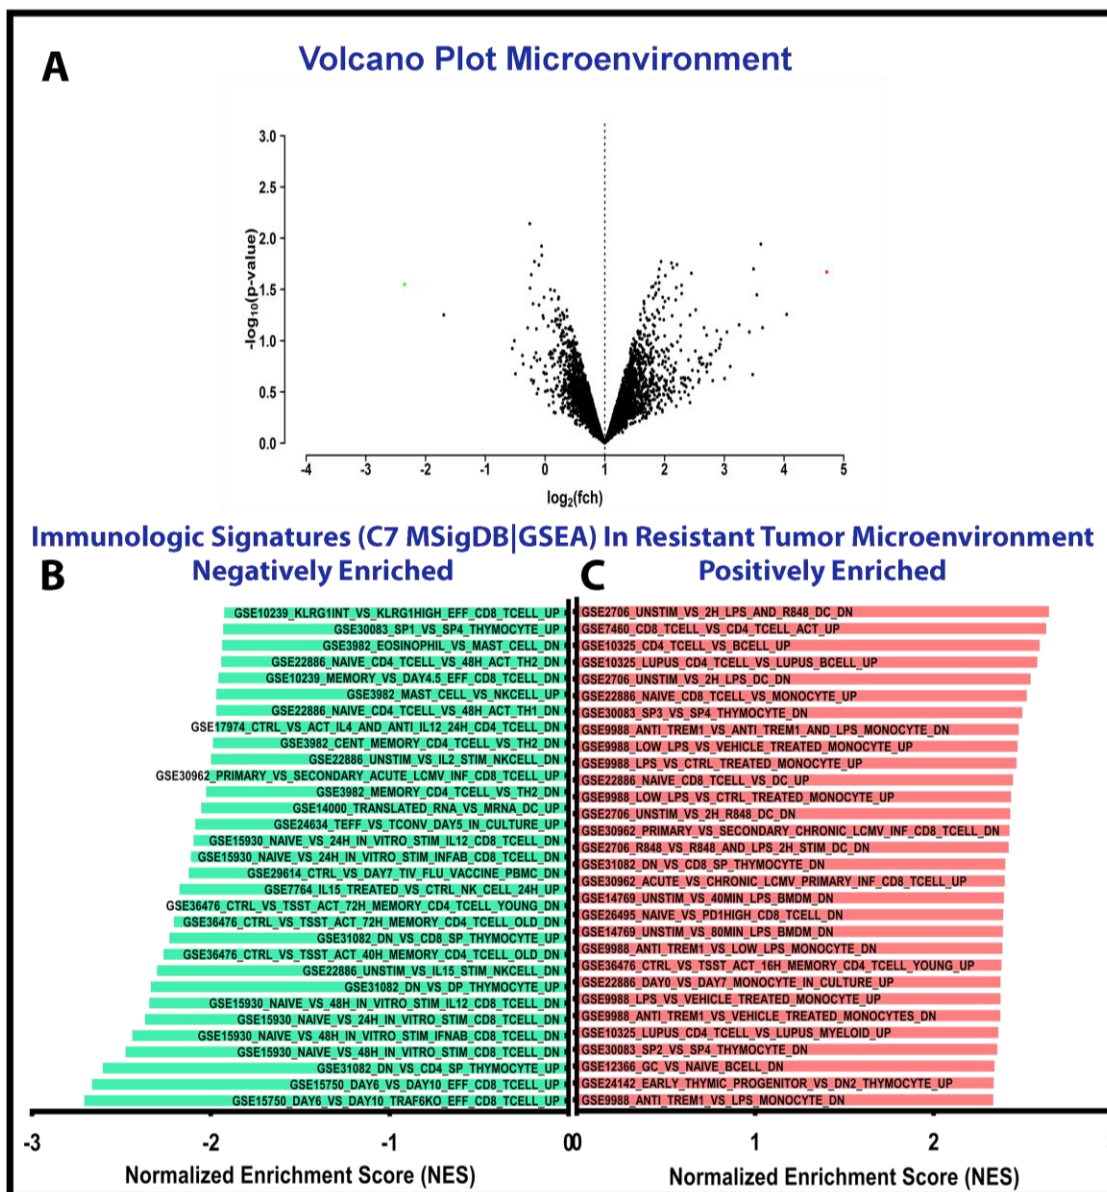 A
Volcano Plot Microenvironment
3.0
2.5
2.0
1.5
1.0
0.5
0.0
-log10(p-value)
-4 -3 -2 -1 0 1 2 3 4 5
log2(fch)
Immunologic Signatures (C7 MSigDB|GSEA) In Resistant Tumor Microenvironment
B
Negatively Enriched
GSE10239_KLRG1INT_VS_KLRG1HIGH_EFF_CD8_TCELL_UP
GSE30083_SP1_VS_SP4_THYMOCYTE_UP
GSE3982_EOSINOPHIL_VS_MAST_CELL_DN
GSE22886_NAIVE_CD4_TCELL_VS_48H_ACT_TH2_DN
GSE10239_MEMORY_VS_DAY4.5_EFF_CD8_TCELL_DN
GSE3982_MAST_CELL_VS_NKCELL_UP
GSE22886_NAIVE_CD4_TCELL_VS_48H_ACT_TH1_DN
GSE17974_CTRL_VS_ACT_IL4_AND_ANTI_IL12_24H_CD4_TCELL_DN
GSE3982_CENT_MEMORY_CD4_TCELL_VS_TH2_DN
GSE22886_UNSTIM_VS_IL2_STIM_NKCELL_DN
GSE30962_PRIMARY_VS_SECONDARY_ACUTE_LCMV_INF_CD8_TCELL_UP
GSE3982_MEMORY_CD4_TCELL_VS_TH2_DN
GSE14000_TRANSLATED_RNA_VS_MRNA_DC_UP
GSE24634_TEFF_VS_TCONV_DAY5_IN_CULTURE_UP
GSE15930_NAIVE_VS_24H_IN_VITRO_STIM_IL12_CD8_TCELL_DN
GSE15930_NAIVE_VS_24H_IN_VITRO_STIM_INFAB_CD8_TCELL_DN
GSE29614_CTRL_VS_DAY7_TIV_FLU_VACCINE_PBMC_DN
GSE7764_IL15_TREATED_VS_CTRL_NK_CELL_24H_UP
GSE36476_CTRL_VS_TSST_ACT_72H_MEMORY_CD4_TCELL_YOUNG_DN
GSE36476_CTRL_VS_TSST_ACT_72H_MEMORY_CD4_TCELL_OLD_DN
GSE31082_DN_VS_CD8_SP_THYMOCYTE_UP
GSE36476_CTRL_VS_TSST_ACT_40H_MEMORY_CD4_TCELL_OLD_DN
GSE22886_UNSTIM_VS_IL15_STIM_NKCELL_DN
GSE31082_DN_VS_DP_THYMOCYTE_UP
GSE15930_NAIVE_VS_48H_IN_VITRO_STIM_IL12_CD8_TCELL_DN
GSE15930_NAIVE_VS_24H_IN_VITRO_STIM_CD8_TCELL_DN
GSE15930_NAIVE_VS_48H_IN_VITRO_STIM_IFNAB_CD8_TCELL_DN
GSE15930_NAIVE_VS_48H_IN_VITRO_STIM_CD8_TCELL_DN
GSE31082_DN_VS_CD4_SP_THYMOCYTE_UP
GSE15750_DAY6_VS_DAY10_EFF_CD8_TCELL_UP
GSE15750_DAY6_VS_DAY10_TRAF6KO_EFF_CD8_TCELL_UP
-3 -2 -1 0
Normalized Enrichment Score (NES)
C
Positively Enriched
GSE2706_UNSTIM_VS_2H_LPS_AND_R848_DC_DN
GSE7460_CD8_TCELL_VS_CD4_TCELL_ACT_UP
GSE10325_CD4_TCELL_VS_BCELL_UP
GSE10325_LUPUS_CD4_TCELL_VS_LUPUS_BCELL_UP
GSE2706_UNSTIM_VS_2H_LPS_DC_DN
GSE22886_NAIVE_CD8_TCELL_VS_MONOCYTE_UP
GSE30083_SP3_VS_SP4_THYMOCYTE_DN
GSE9988_ANTI_TREM1_VS_ANTI_TREM1_AND_LPS_MONOCYTE_DN
GSE9988_LOW_LPS_VS_VEHICLE_TREATED_MONOCYTE_UP
GSE9988_LPS_VS_CTRL_TREATED_MONOCYTE_UP
GSE22886_NAIVE_CD8_TCELL_VS_DC_UP
GSE9988_LOW_LPS_VS_CTRL_TREATED_MONOCYTE_UP
GSE2706_UNSTIM_VS_2H_R848_DC_DN
GSE30962_PRIMARY_VS_SECONDARY_CHRONIC_LCMV_INF_CD8_TCELL_DN
GSE2706_R848_VS_R848_AND_LPS_2H_STIM_DC_DN
GSE31082_DN_VS_CD8_SP_THYMOCYTE_DN
GSE30962_ACUTE_VS_CHRONIC_LCMV_PRIMARY_INF_CD8_TCELL_UP
GSE14769_UNSTIM_VS_40MIN_LPS_BMDM_DN
GSE26495_NAIVE_VS_PD1HIGH_CD8_TCELL_DN
GSE14769_UNSTIM_VS_80MIN_LPS_BMDM_DN
GSE9988_ANTI_TREM1_VS_LOW_LPS_MONOCYTE_DN
GSE36476_CTRL_VS_TSST_ACT_16H_MEMORY_CD4_TCELL_YOUNG_UP
GSE22886_DAY0_VS_DAY7_MONOCYTE_IN_CULTURE_UP
GSE9988_LPS_VS_VEHICLE_TREATED_MONOCYTE_UP
GSE9988_ANTI_TREM1_VS_VEHICLE_TREATED_MONOCYTES_DN
GSE10325_LUPUS_CD4_TCELL_VS_LUPUS_MYELOID_UP
GSE30083_SP2_VS_SP4_THYMOCYTE_DN
GSE12366_GC_VS_NAIVE_BCELL_DN
GSE24142_EARLY_THYMIC_PROGENITOR_VS_DN2_THYMOCYTE_UP
GSE9988_ANTI_TREM1_VS_LPS_MONOCYTE_DN
0 1 2
Normalized Enrichment Score (NES)